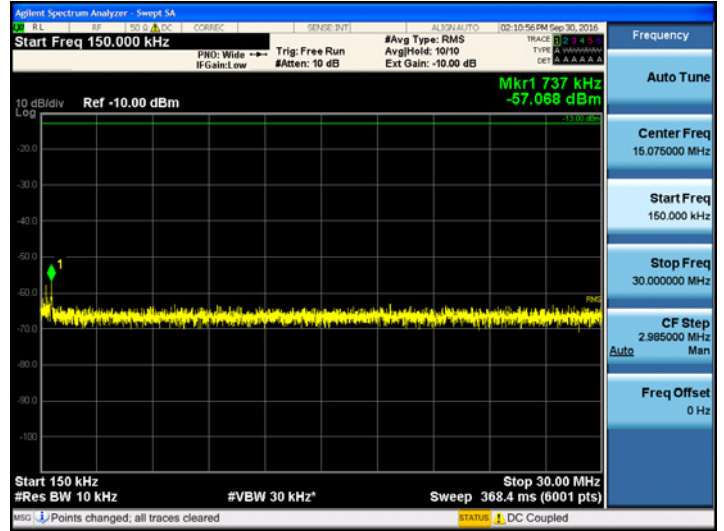 Agilent Spectrum Analyzer - Swept SA
RL RF 50 Ω DC CORREC SENSE:INT ALIGN AUTO 02:10:56 PM Sep 30, 2016
Start Freq 150.000 kHz
PNO: Wide
IFGain:Low
Trig: Free Run
#Atten: 10 dB
#Avg Type: RMS
Avg|Hold: 10/10
Ext Gain: -10.00 dB
TRACE 1 2 3 4 5 6
TYPE A WWWWW
DET A A A A A A
Mkr1 737 kHz
-57.068 dBm
10 dB/div Ref -10.00 dBm
Log
-13.00 dBm
-20.0
-30.0
-40.0
-50.0
1
-60.0
RMS
-70.0
-80.0
-90.0
-100
Start 150 kHz Stop 30.00 MHz
#Res BW 10 kHz #VBW 30 kHz* Sweep 368.4 ms (6001 pts)
MSG Points changed; all traces cleared STATUS DC Coupled
Frequency
Auto Tune
Center Freq
15.075000 MHz
Start Freq
150.000 kHz
Stop Freq
30.000000 MHz
CF Step
2.985000 MHz
Auto Man
Freq Offset
0 Hz